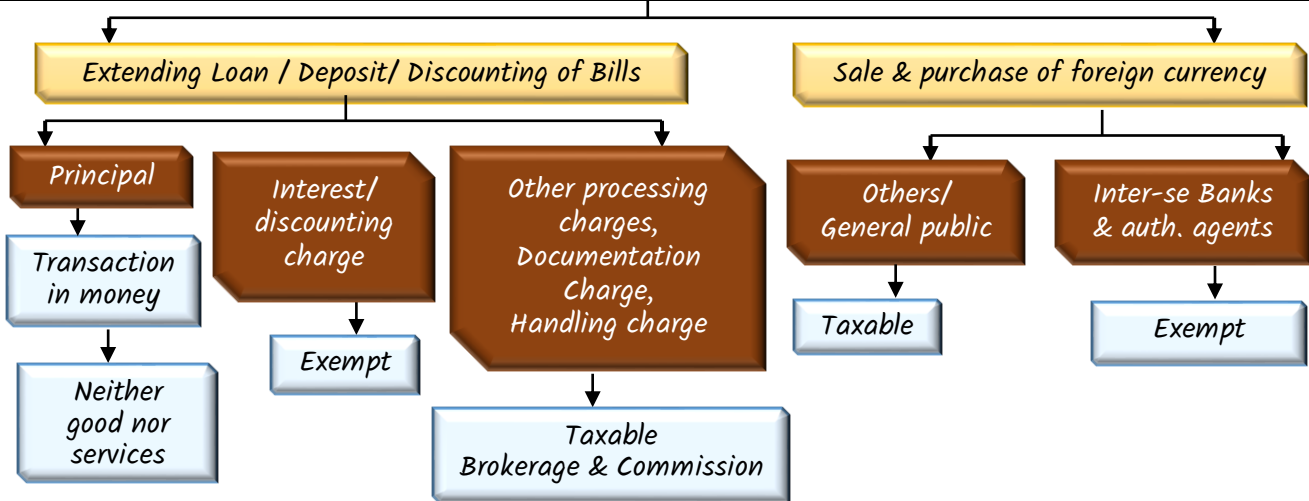 Extending Loan / Deposit/ Discounting of Bills
Sale & purchase of foreign currency
Principal
Transaction
in money
Neither
good nor
services
Interest/
discounting
charge
Exempt
Other processing
charges,
Documentation
Charge,
Handling charge
Taxable
Brokerage & Commission
Others/
General public
Taxable
Inter-se Banks
& auth. agents
Exempt